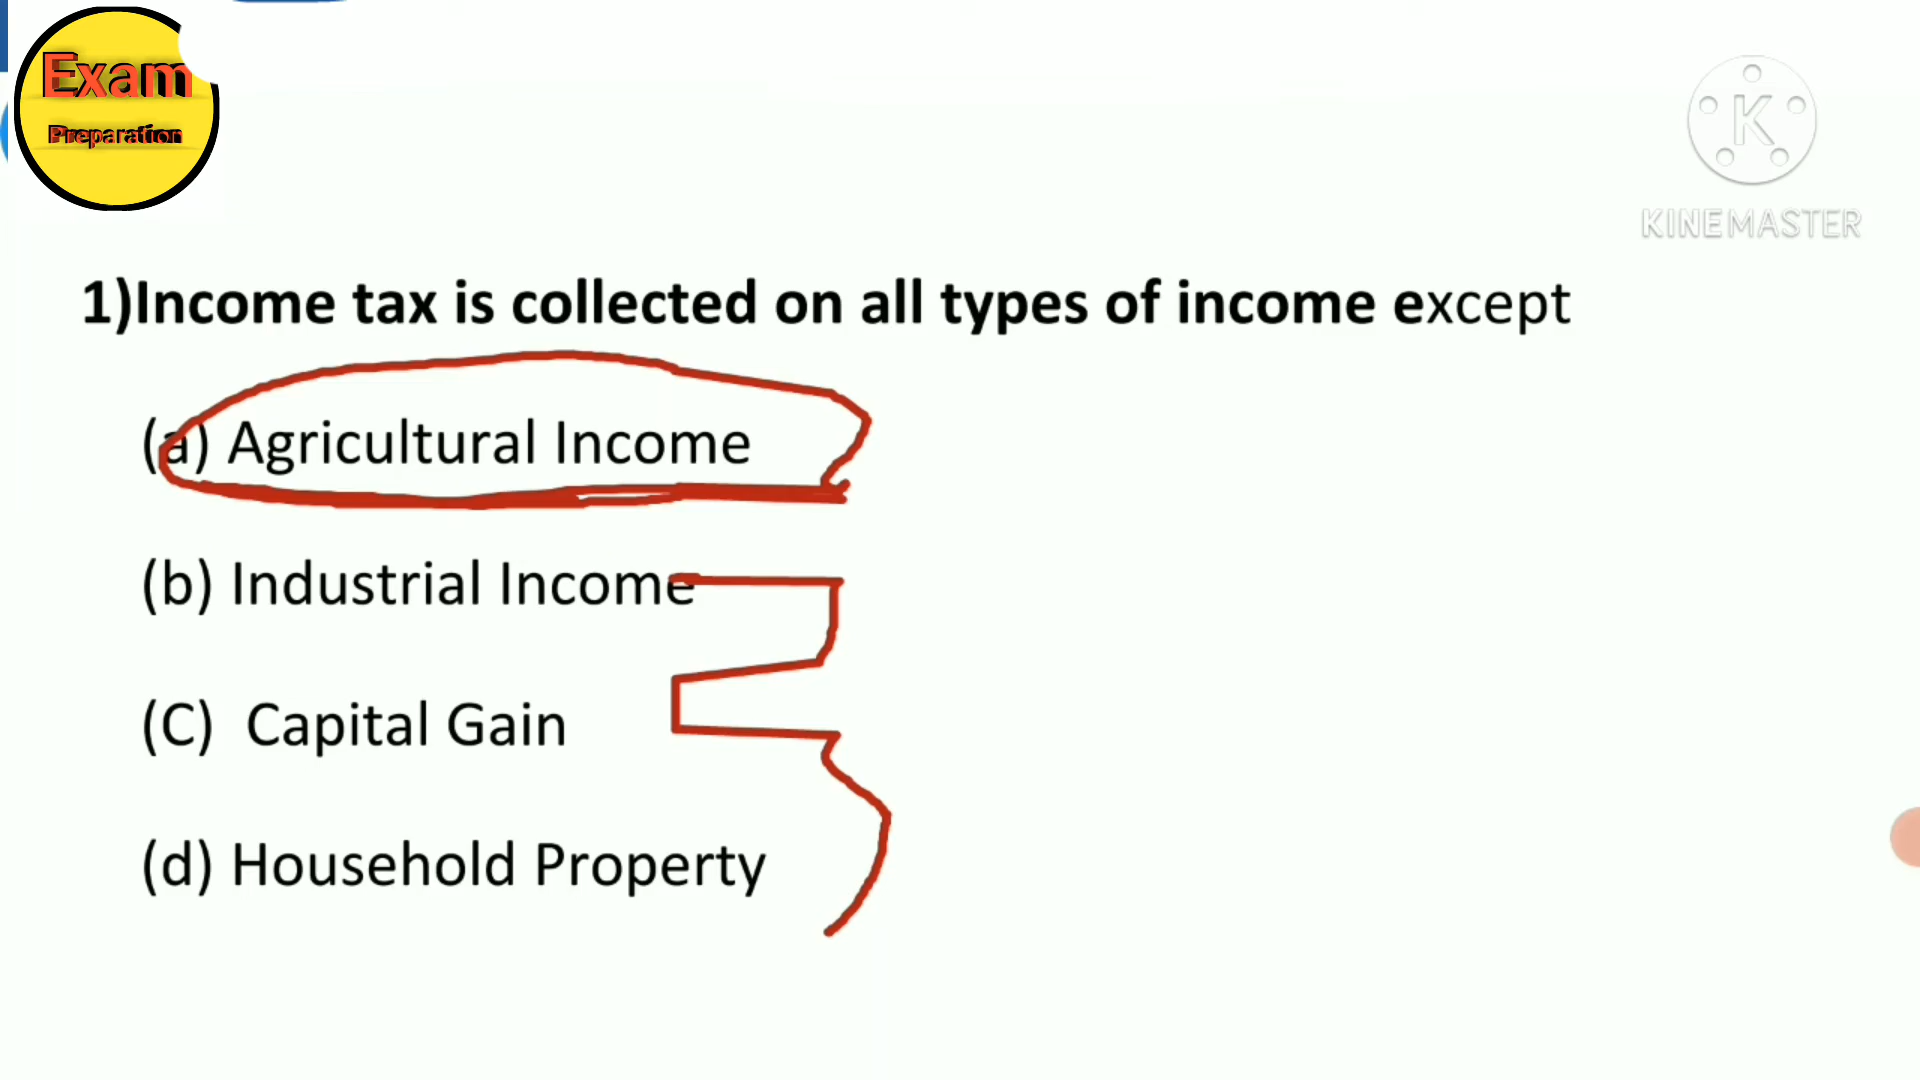 Exam
Preparation
K
KINEMASTER
1)Income tax is collected on all types of income except
(a) Agricultural Income
(b) Industrial Income
(C) Capital Gain
(d) Household Property